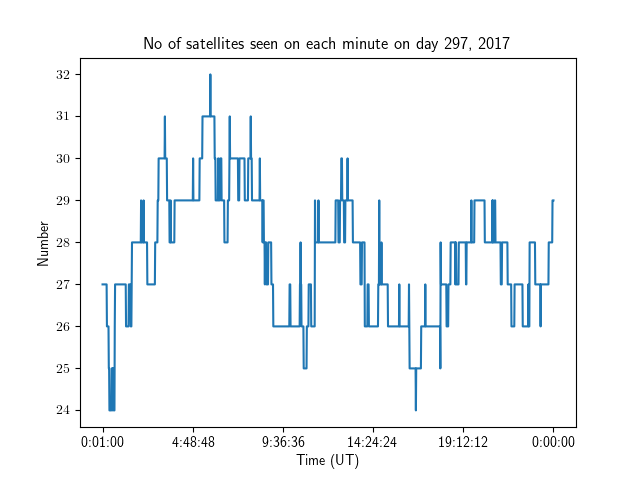 No of satellites seen on each minute on day 297, 2017
32
31
30
29
28
27
26
25
24
Number
0:01:00 4:48:48 9:36:36 14:24:24 19:12:12 0:00:00
Time (UT)